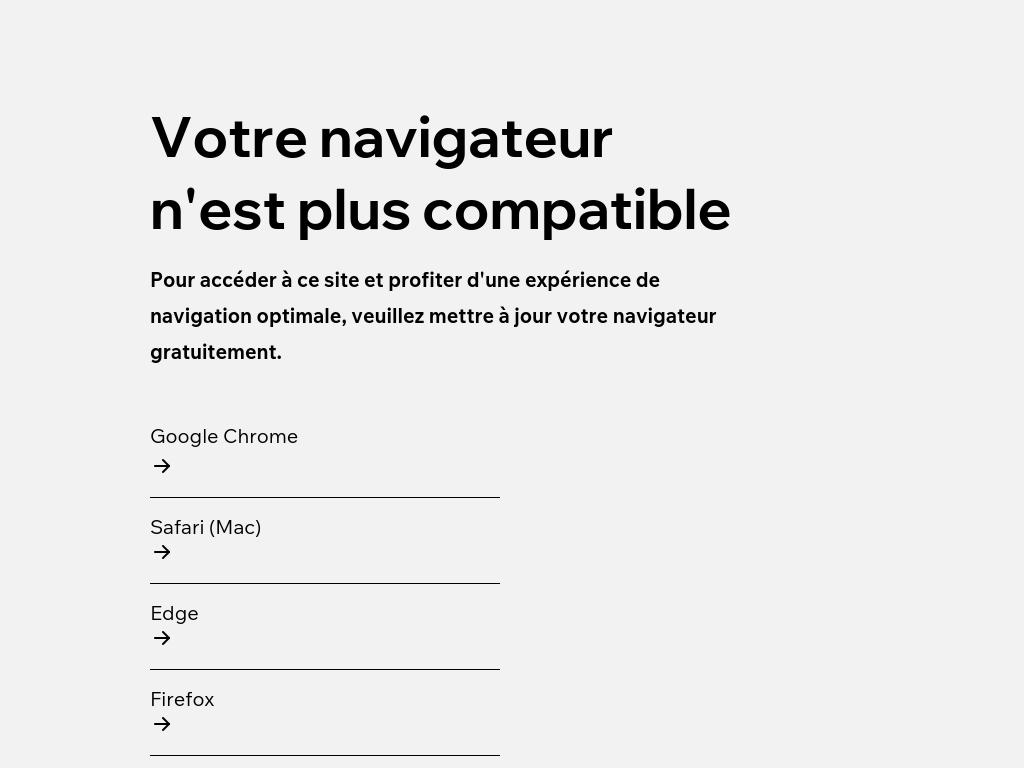 Votre navigateur
n'est plus compatible
Pour accéder à ce site et profiter d'une expérience de
navigation optimale, veuillez mettre à jour votre navigateur
gratuitement.
Google Chrome
Safari (Mac)
Edge
Firefox